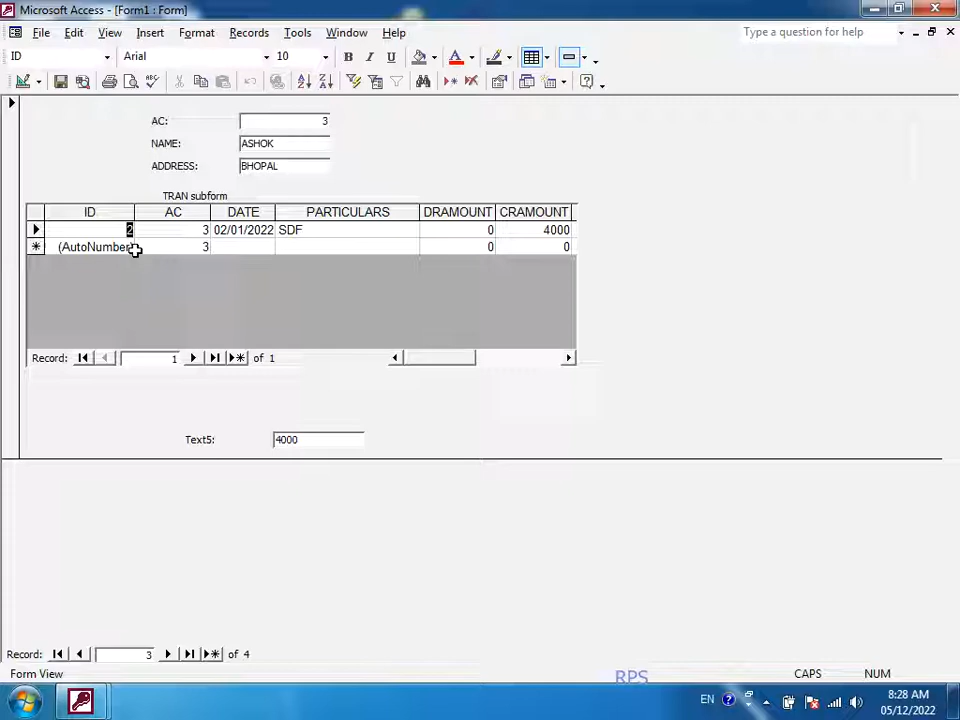 Microsoft Access - [Form1 : Form]
File Edit View Insert Format Records Tools Window Help Type a question for help
ID Arial 10 B I U A
AC: 3
NAME: ASHOK
ADDRESS: BHOPAL
TRAN subform
ID AC DATE PARTICULARS DRAMOUNT CRAMOUNT
2 3 02/01/2022 SDF 0 4000
(AutoNumber) 3 0 0
Record: 1 of 1
Text5: 4000
Record: 3 of 4
Form View RPS CAPS NUM
EN 8:28 AM
05/12/2022